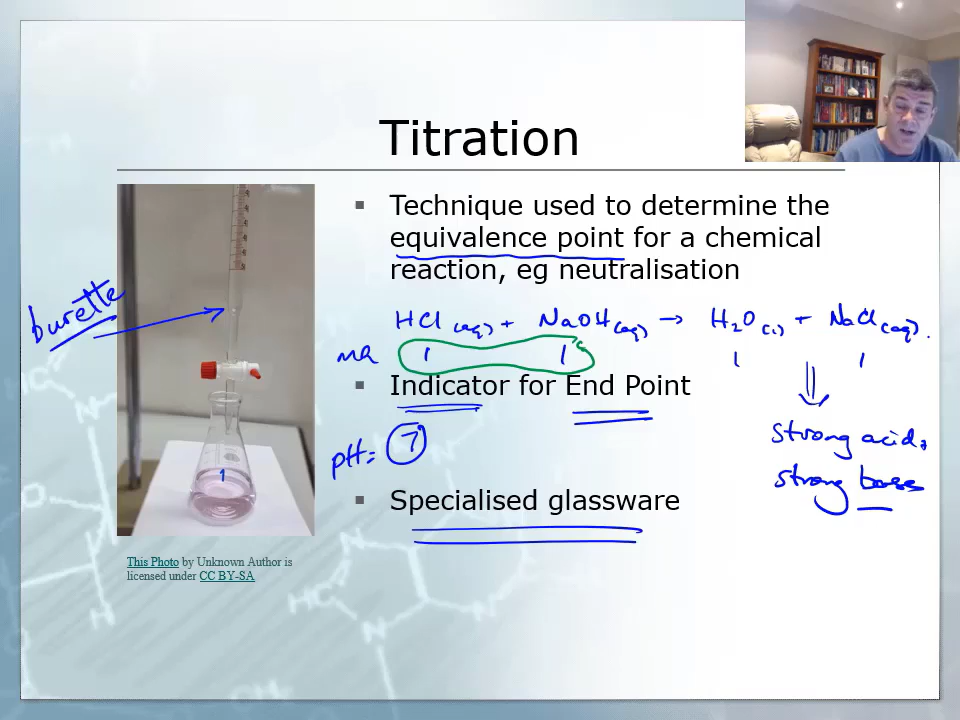 Titration
Technique used to determine the
equivalence point for a chemical
reaction, eg neutralisation
burette
HCl (aq) + NaOH (aq) → H₂O (l) + NaCl (aq).
MR 1 1 1 1
Indicator for End Point
pH = 7
strong acid,
strong base
Specialised glassware
1
This Photo by Unknown Author is
licensed under CC BY-SA